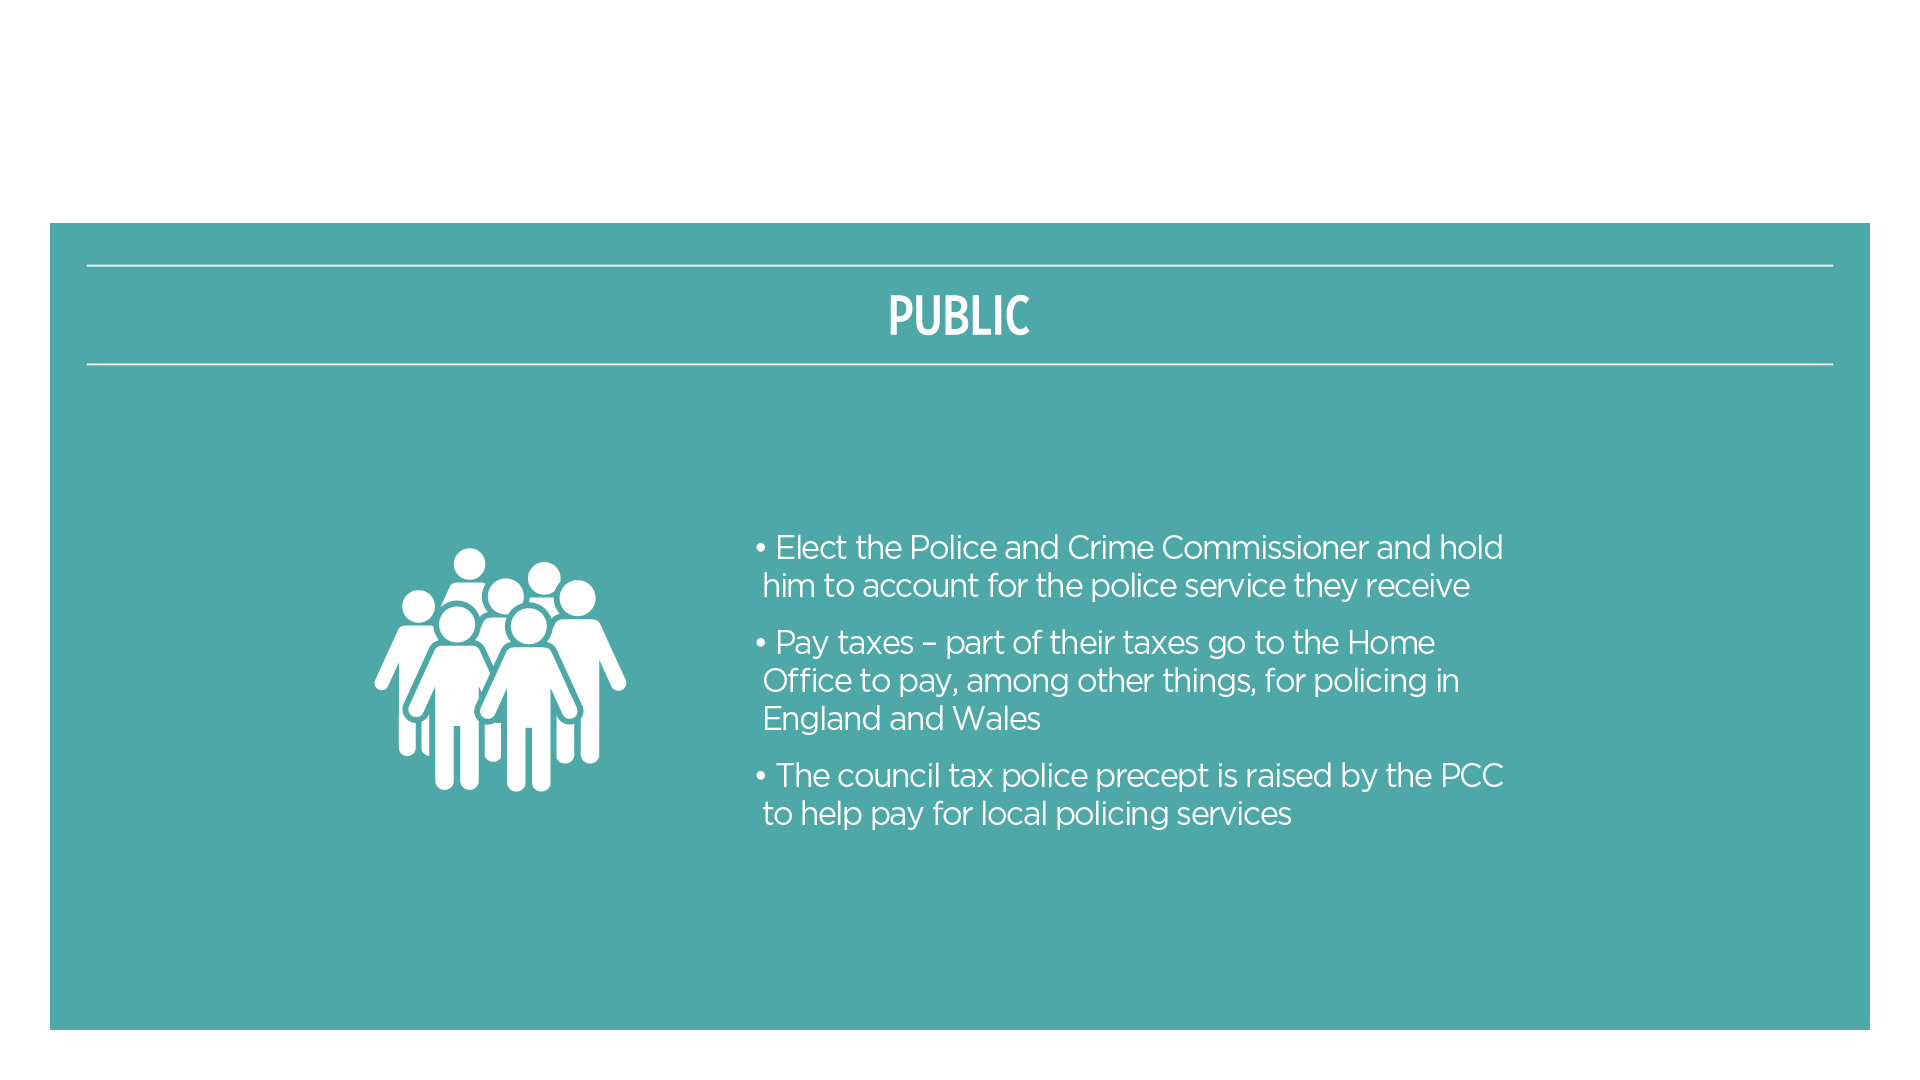 PUBLIC
• Elect the Police and Crime Commissioner and hold
him to account for the police service they receive
• Pay taxes – part of their taxes go to the Home
Office to pay, among other things, for policing in
England and Wales
• The council tax police precept is raised by the PCC
to help pay for local policing services